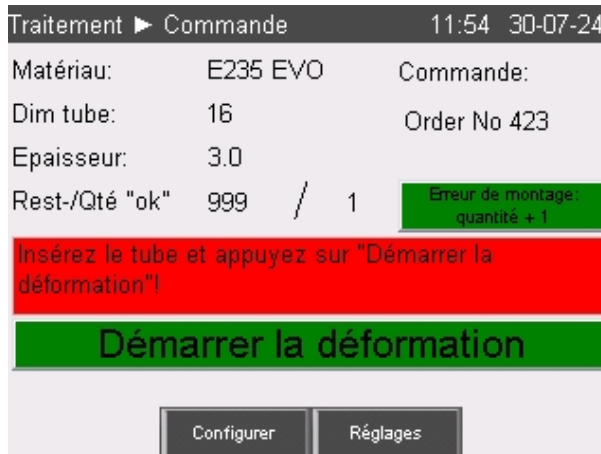 Traitement ► Commande 11:54 30-07-24
Matériau: E235 EVO Commande:
Dim tube: 16 Order No 423
Epaisseur: 3.0
Rest-/Qté "ok" 999 / 1
Erreur de montage:
quantité + 1
Insérez le tube et appuyez sur "Démarrer la
déformation"!
Démarrer la déformation
Configurer Réglages